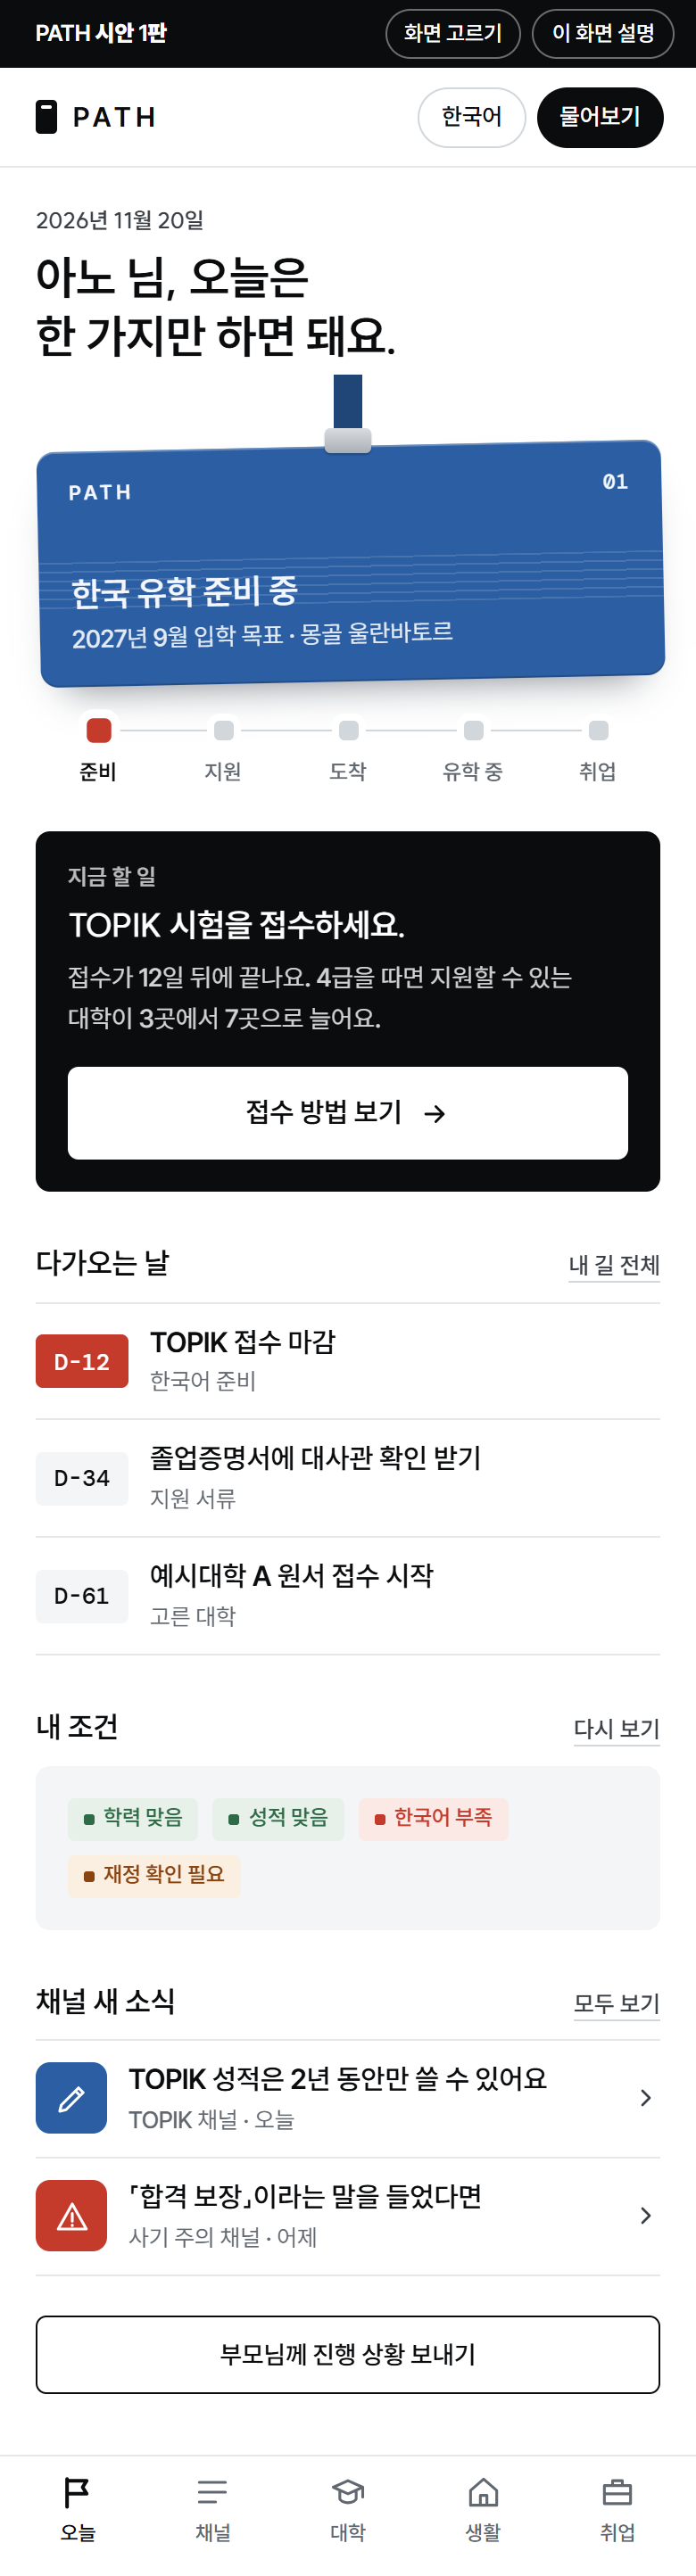 PATH 시안 1판
화면 고르기
이 화면 설명
PATH
한국어
물어보기
2026년 11월 20일
아노 님, 오늘은
한 가지만 하면 돼요.
PATH
01
한국 유학 준비 중
2027년 9월 입학 목표 · 몽골 울란바토르
준비
지원
도착
유학 중
취업
지금 할 일
TOPIK 시험을 접수하세요.
접수가 12일 뒤에 끝나요. 4급을 따면 지원할 수 있는
대학이 3곳에서 7곳으로 늘어요.
접수 방법 보기 →
다가오는 날
내 길 전체
D-12
TOPIK 접수 마감
한국어 준비
D-34
졸업증명서에 대사관 확인 받기
지원 서류
D-61
예시대학 A 원서 접수 시작
고른 대학
내 조건
다시 보기
학력 맞음
성적 맞음
한국어 부족
재정 확인 필요
채널 새 소식
모두 보기
TOPIK 성적은 2년 동안만 쓸 수 있어요
TOPIK 채널 · 오늘
「합격 보장」이라는 말을 들었다면
사기 주의 채널 · 어제
부모님께 진행 상황 보내기
오늘
채널
대학
생활
취업